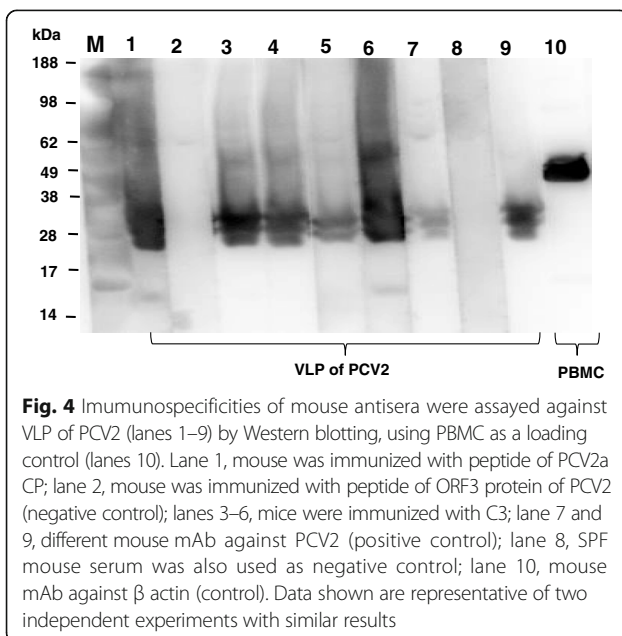 kDa M 1 2 3 4 5 6 7 8 9 10
188
98
62
49
38
28
17
14
VLP of PCV2 PBMC
Fig. 4 Imumunospecificities of mouse antisera were assayed against
VLP of PCV2 (lanes 1–9) by Western blotting, using PBMC as a loading
control (lanes 10). Lane 1, mouse was immunized with peptide of PCV2a
CP; lane 2, mouse was immunized with peptide of ORF3 protein of PCV2
(negative control); lanes 3–6, mice were immunized with C3; lane 7 and
9, different mouse mAb against PCV2 (positive control); lane 8, SPF
mouse serum was also used as negative control; lane 10, mouse
mAb against β actin (control). Data shown are representative of two
independent experiments with similar results